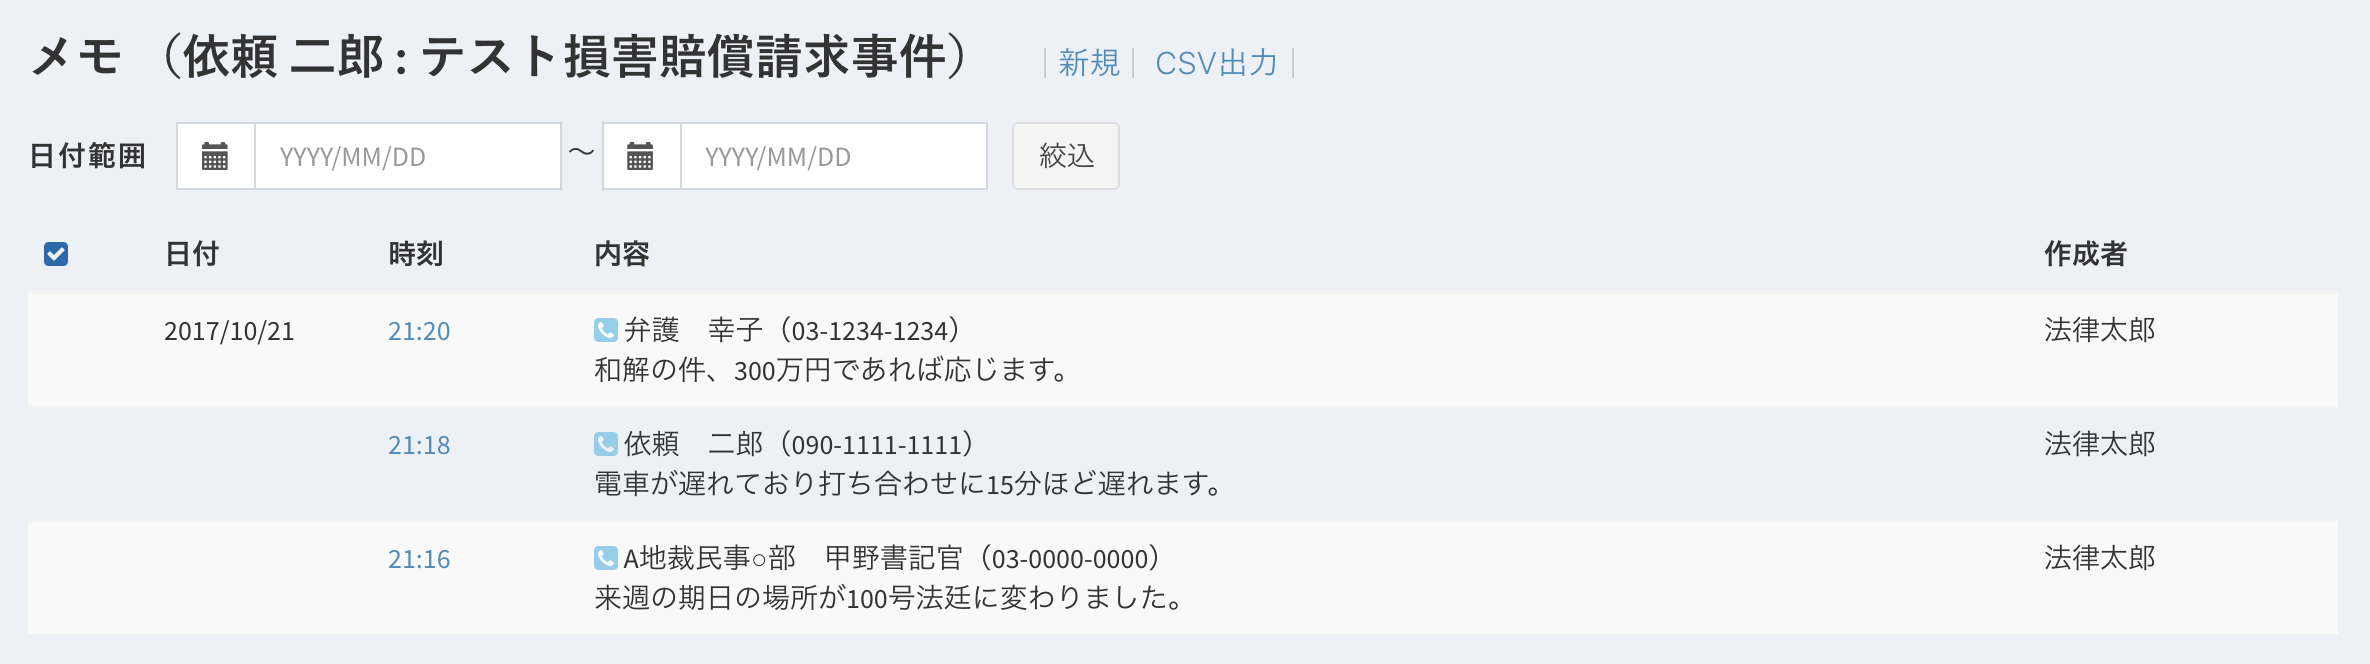 メモ （依頼 二郎 : テスト損害賠償請求事件） | 新規 | CSV出力 |
日付範囲 YYYY/MM/DD ～ YYYY/MM/DD 絞込
日付 時刻 内容 作成者
2017/10/21 21:20 弁護　幸子（03-1234-1234） 法律太郎
和解の件、300万円であれば応じます。
21:18 依頼　二郎（090-1111-1111） 法律太郎
電車が遅れており打ち合わせに15分ほど遅れます。
21:16 A地裁民事○部　甲野書記官（03-0000-0000） 法律太郎
来週の期日の場所が100号法廷に変わりました。